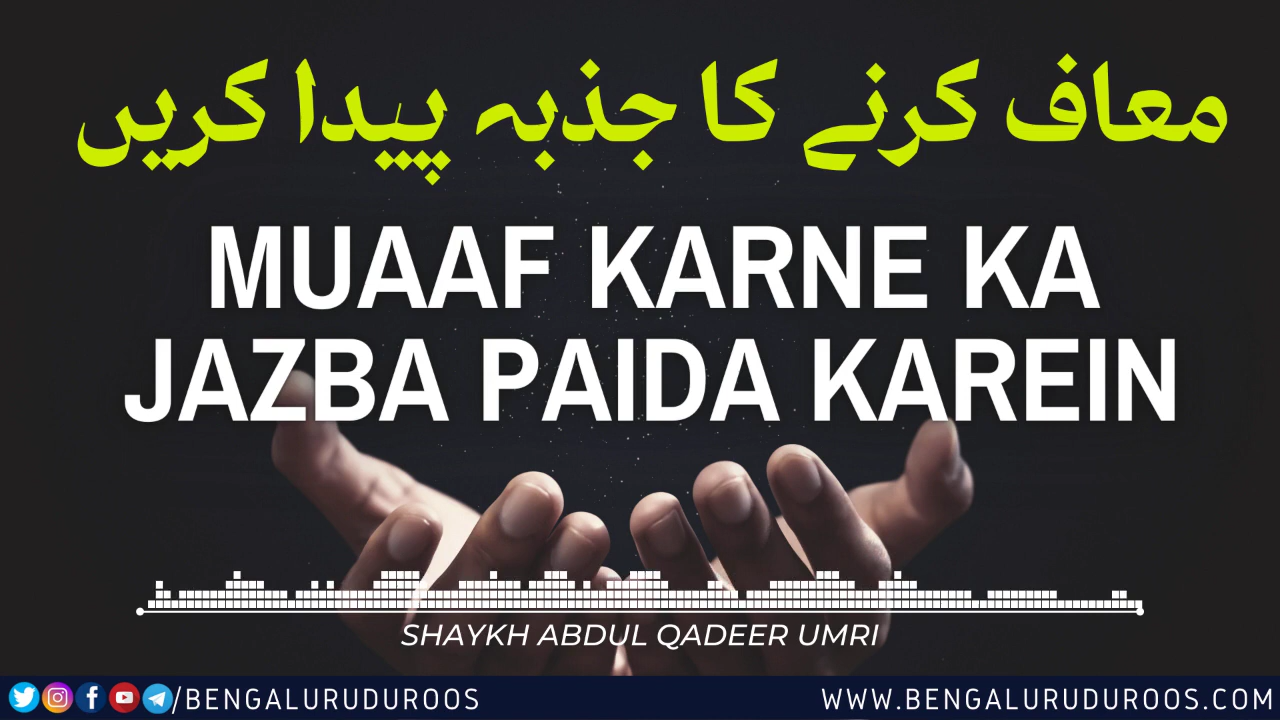 معاف کرنے کا جذبہ پیدا کریں
MUAAF KARNE KA
JAZBA PAIDA KAREIN
SHAYKH ABDUL QADEER UMRI
/BENGALURUDUROOS
WWW.BENGALURUDUROOS.COM